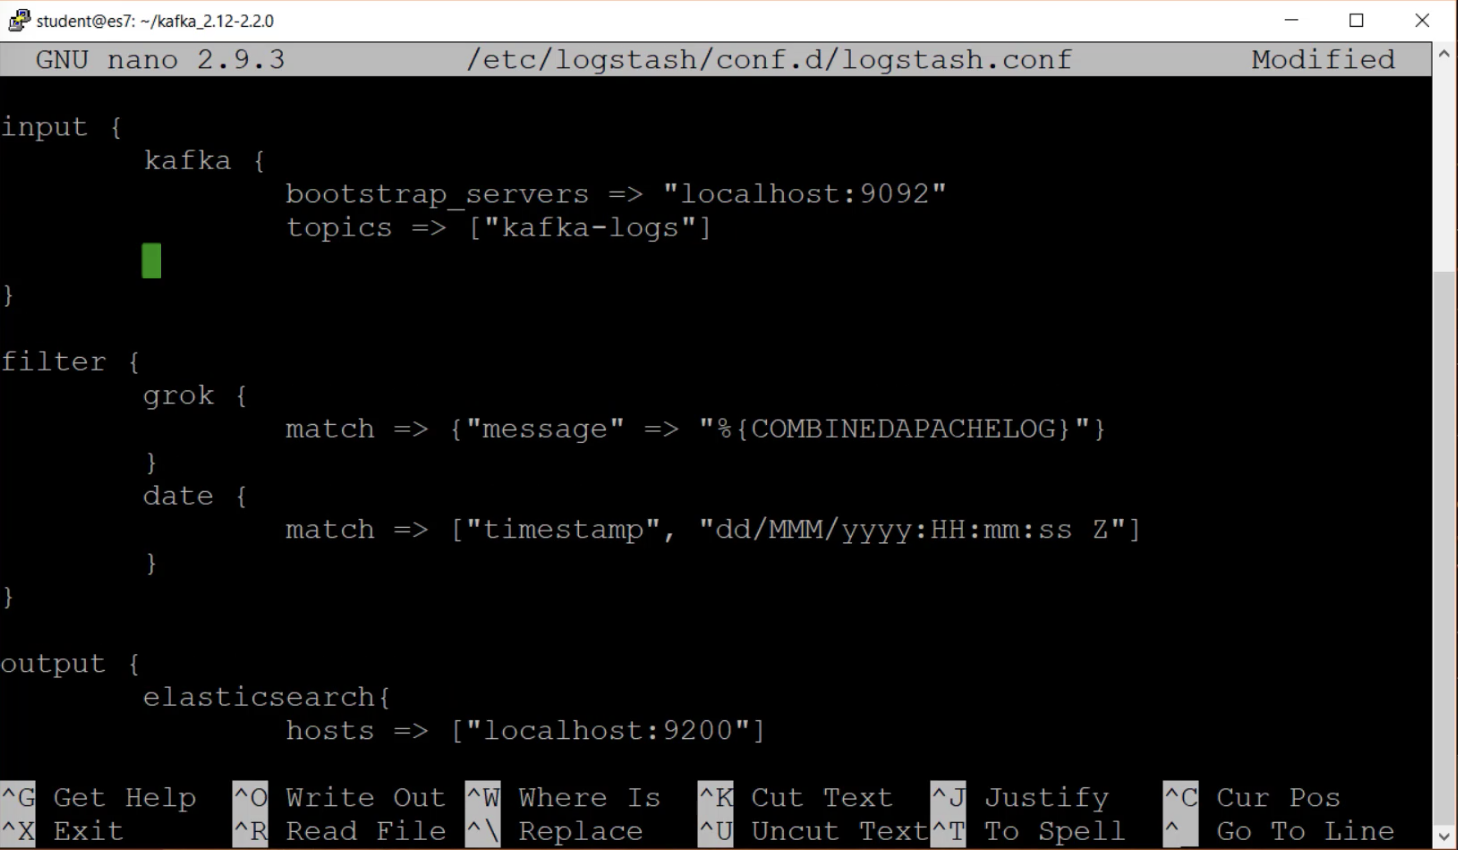 student@es7: ~/kafka_2.12-2.2.0
GNU nano 2.9.3 /etc/logstash/conf.d/logstash.conf Modified
input {
kafka {
bootstrap_servers => "localhost:9092"
topics => ["kafka-logs"]
}
filter {
grok {
match => {"message" => "%{COMBINEDAPACHELOG}"}
}
date {
match => ["timestamp", "dd/MMM/yyyy:HH:mm:ss Z"]
}
}
output {
elasticsearch{
hosts => ["localhost:9200"]
^G Get Help ^O Write Out ^W Where Is ^K Cut Text ^J Justify ^C Cur Pos
^X Exit ^R Read File ^\ Replace ^U Uncut Text ^T To Spell ^_ Go To Line